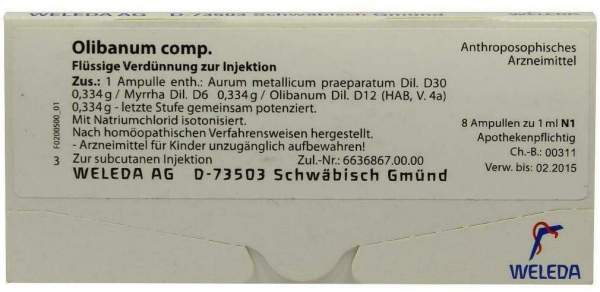 Olibanum comp.
Flüssige Verdünnung zur Injektion
Zus.: 1 Ampulle enth.: Aurum metallicum praeparatum Dil. D30
0,334 g / Myrrha Dil. D6 0,334 g / Olibanum Dil. D12 (HAB, V. 4a)
0,334 g - letzte Stufe gemeinsam potenziert.
Mit Natriumchlorid isotonisiert.
Nach homöopathischen Verfahrensweisen hergestellt.
- Arzneimittel für Kinder unzugänglich aufbewahren!
3 Zur subcutanen Injektion Zul.-Nr.: 6636867.00.00
WELEDA AG D-73503 Schwäbisch Gmünd
F0200500_01
Anthroposophisches
Arzneimittel
8 Ampullen zu 1 ml N1
Apothekenpflichtig
Ch.-B.: 00311
Verw. bis: 02.2015
WELEDA